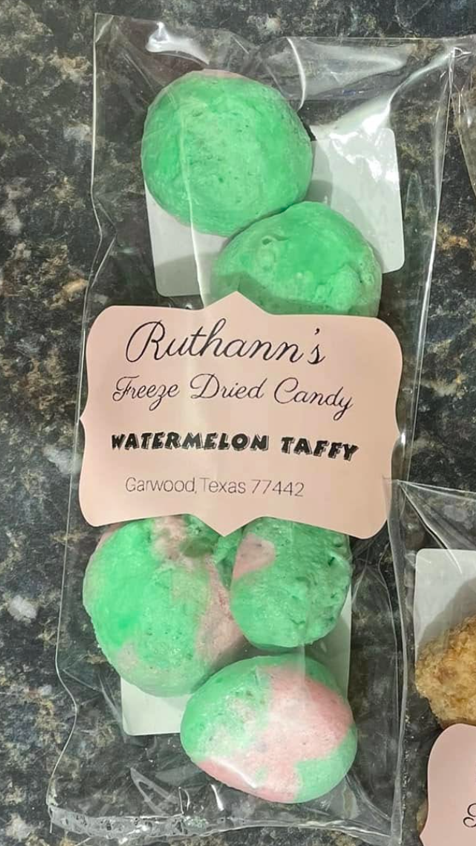 Ruthann's
Freeze Dried Candy
WATERMELON TAFFY
Garwood, Texas 77442